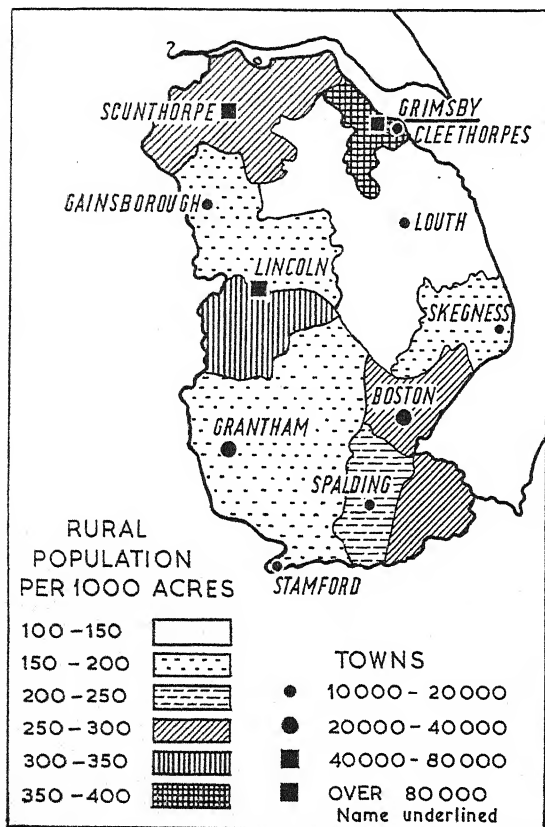 SCUNTHORPE
GRIMSBY
CLEETHORPES
GAINSBOROUGH
LOUTH
LINCOLN
SKEGNESS
BOSTON
GRANTHAM
SPALDING
STAMFORD
RURAL
POPULATION
PER 1000 ACRES
100-150
150-200
200-250
250-300
300-350
350-400
TOWNS
10000-20000
20000-40000
40000-80000
OVER 80000
Name underlined